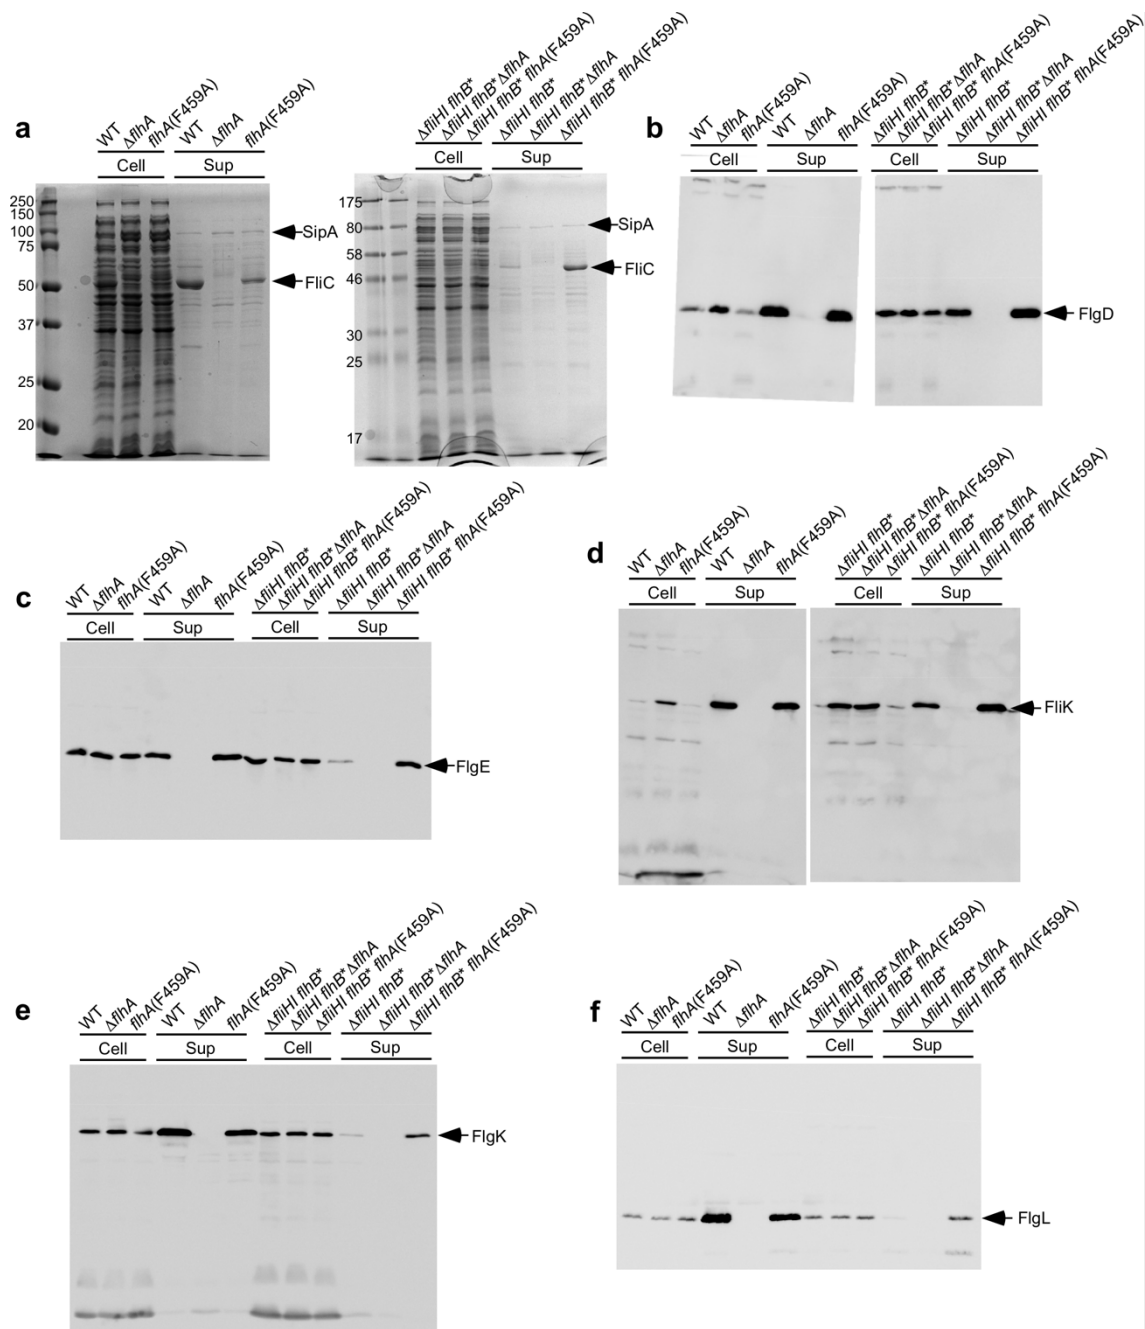 a
WT
ΔflhA
flhA(F459A)
WT
ΔflhA
flhA(F459A)
Cell
Sup
250
150
100
75
50
37
25
20
SipA
FliC
ΔfliHI flhB*
ΔfliHI flhB* ΔflhA
ΔfliHI flhB* flhA(F459A)
ΔfliHI flhB*
ΔfliHI flhB* ΔflhA
ΔfliHI flhB* flhA(F459A)
Cell
Sup
175
80
58
46
30
25
17
SipA
FliC
b
WT
ΔflhA
flhA(F459A)
WT
ΔflhA
flhA(F459A)
ΔfliHI flhB*
ΔfliHI flhB* ΔflhA
ΔfliHI flhB* flhA(F459A)
ΔfliHI flhB*
ΔfliHI flhB* ΔflhA
ΔfliHI flhB* flhA(F459A)
Cell
Sup
Cell
Sup
FlgD
c
WT
ΔflhA
flhA(F459A)
WT
ΔflhA
flhA(F459A)
ΔfliHI flhB*
ΔfliHI flhB* ΔflhA
ΔfliHI flhB* flhA(F459A)
ΔfliHI flhB*
ΔfliHI flhB* ΔflhA
ΔfliHI flhB* flhA(F459A)
Cell
Sup
Cell
Sup
FlgE
d
WT
ΔflhA
flhA(F459A)
WT
ΔflhA
flhA(F459A)
ΔfliHI flhB*
ΔfliHI flhB* ΔflhA
ΔfliHI flhB* flhA(F459A)
ΔfliHI flhB*
ΔfliHI flhB* ΔflhA
ΔfliHI flhB* flhA(F459A)
Cell
Sup
Cell
Sup
FliK
e
WT
ΔflhA
flhA(F459A)
WT
ΔflhA
flhA(F459A)
ΔfliHI flhB*
ΔfliHI flhB* ΔflhA
ΔfliHI flhB* flhA(F459A)
ΔfliHI flhB*
ΔfliHI flhB* ΔflhA
ΔfliHI flhB* flhA(F459A)
Cell
Sup
Cell
Sup
FlgK
f
WT
ΔflhA
flhA(F459A)
WT
ΔflhA
flhA(F459A)
ΔfliHI flhB*
ΔfliHI flhB* ΔflhA
ΔfliHI flhB* flhA(F459A)
ΔfliHI flhB*
ΔfliHI flhB* ΔflhA
ΔfliHI flhB* flhA(F459A)
Cell
Sup
Cell
Sup
FlgL